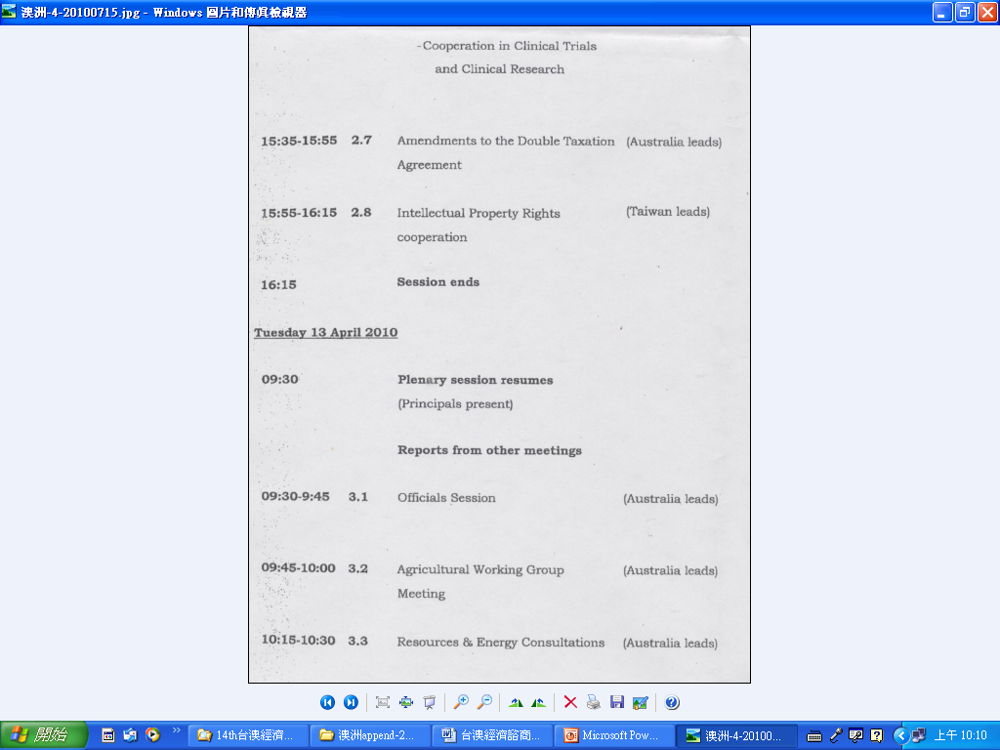 澳洲-4-20100715.jpg - Windows 圖片和傳真檢視器
-Cooperation in Clinical Trials
and Clinical Research
15:35-15:55 2.7 Amendments to the Double Taxation (Australia leads)
Agreement
15:55-16:15 2.8 Intellectual Property Rights (Taiwan leads)
cooperation
16:15 Session ends
Tuesday 13 April 2010
09:30 Plenary session resumes
(Principals present)
Reports from other meetings
09:30-9:45 3.1 Officials Session (Australia leads)
09:45-10:00 3.2 Agricultural Working Group (Australia leads)
Meeting
10:15-10:30 3.3 Resources & Energy Consultations (Australia leads)
開始 14th台澳經濟... 澳洲append-2... 台澳經濟諮商... Microsoft Pow... 澳洲-4-20100... 上午 10:10